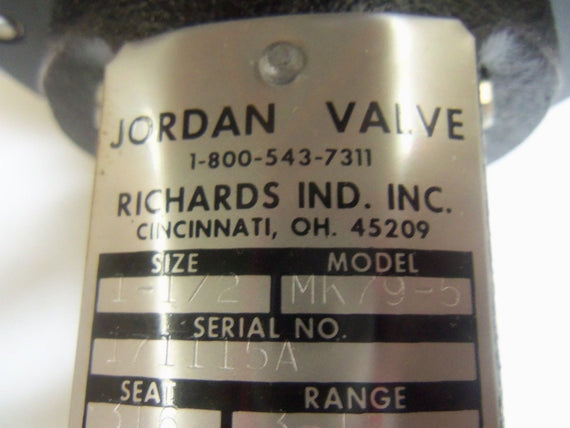 JORDAN VALVE
1-800-543-7311
RICHARDS IND. INC.
CINCINNATI, OH. 45209
SIZE MODEL
1-1/2 MK79-5
SERIAL NO.
171115A
SEAT RANGE